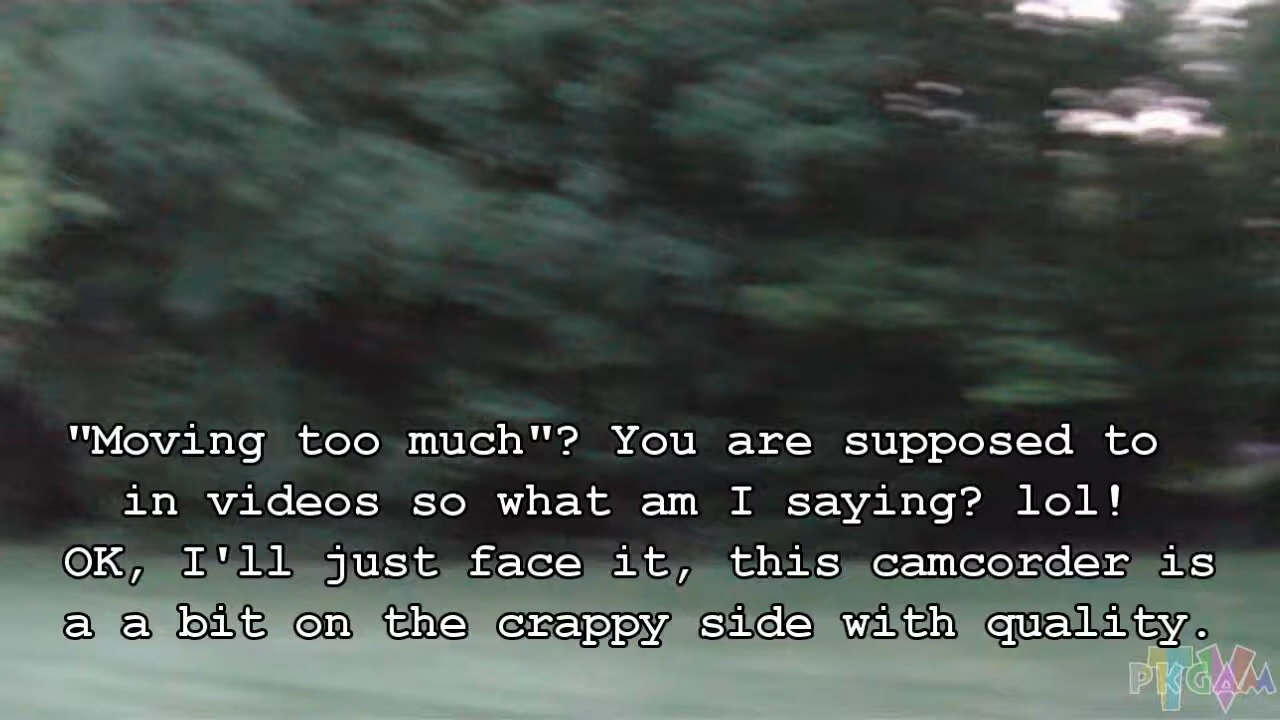 "Moving too much"? You are supposed to
in videos so what am I saying? lol!
OK, I'll just face it, this camcorder is
a a bit on the crappy side with quality.
PKGAM